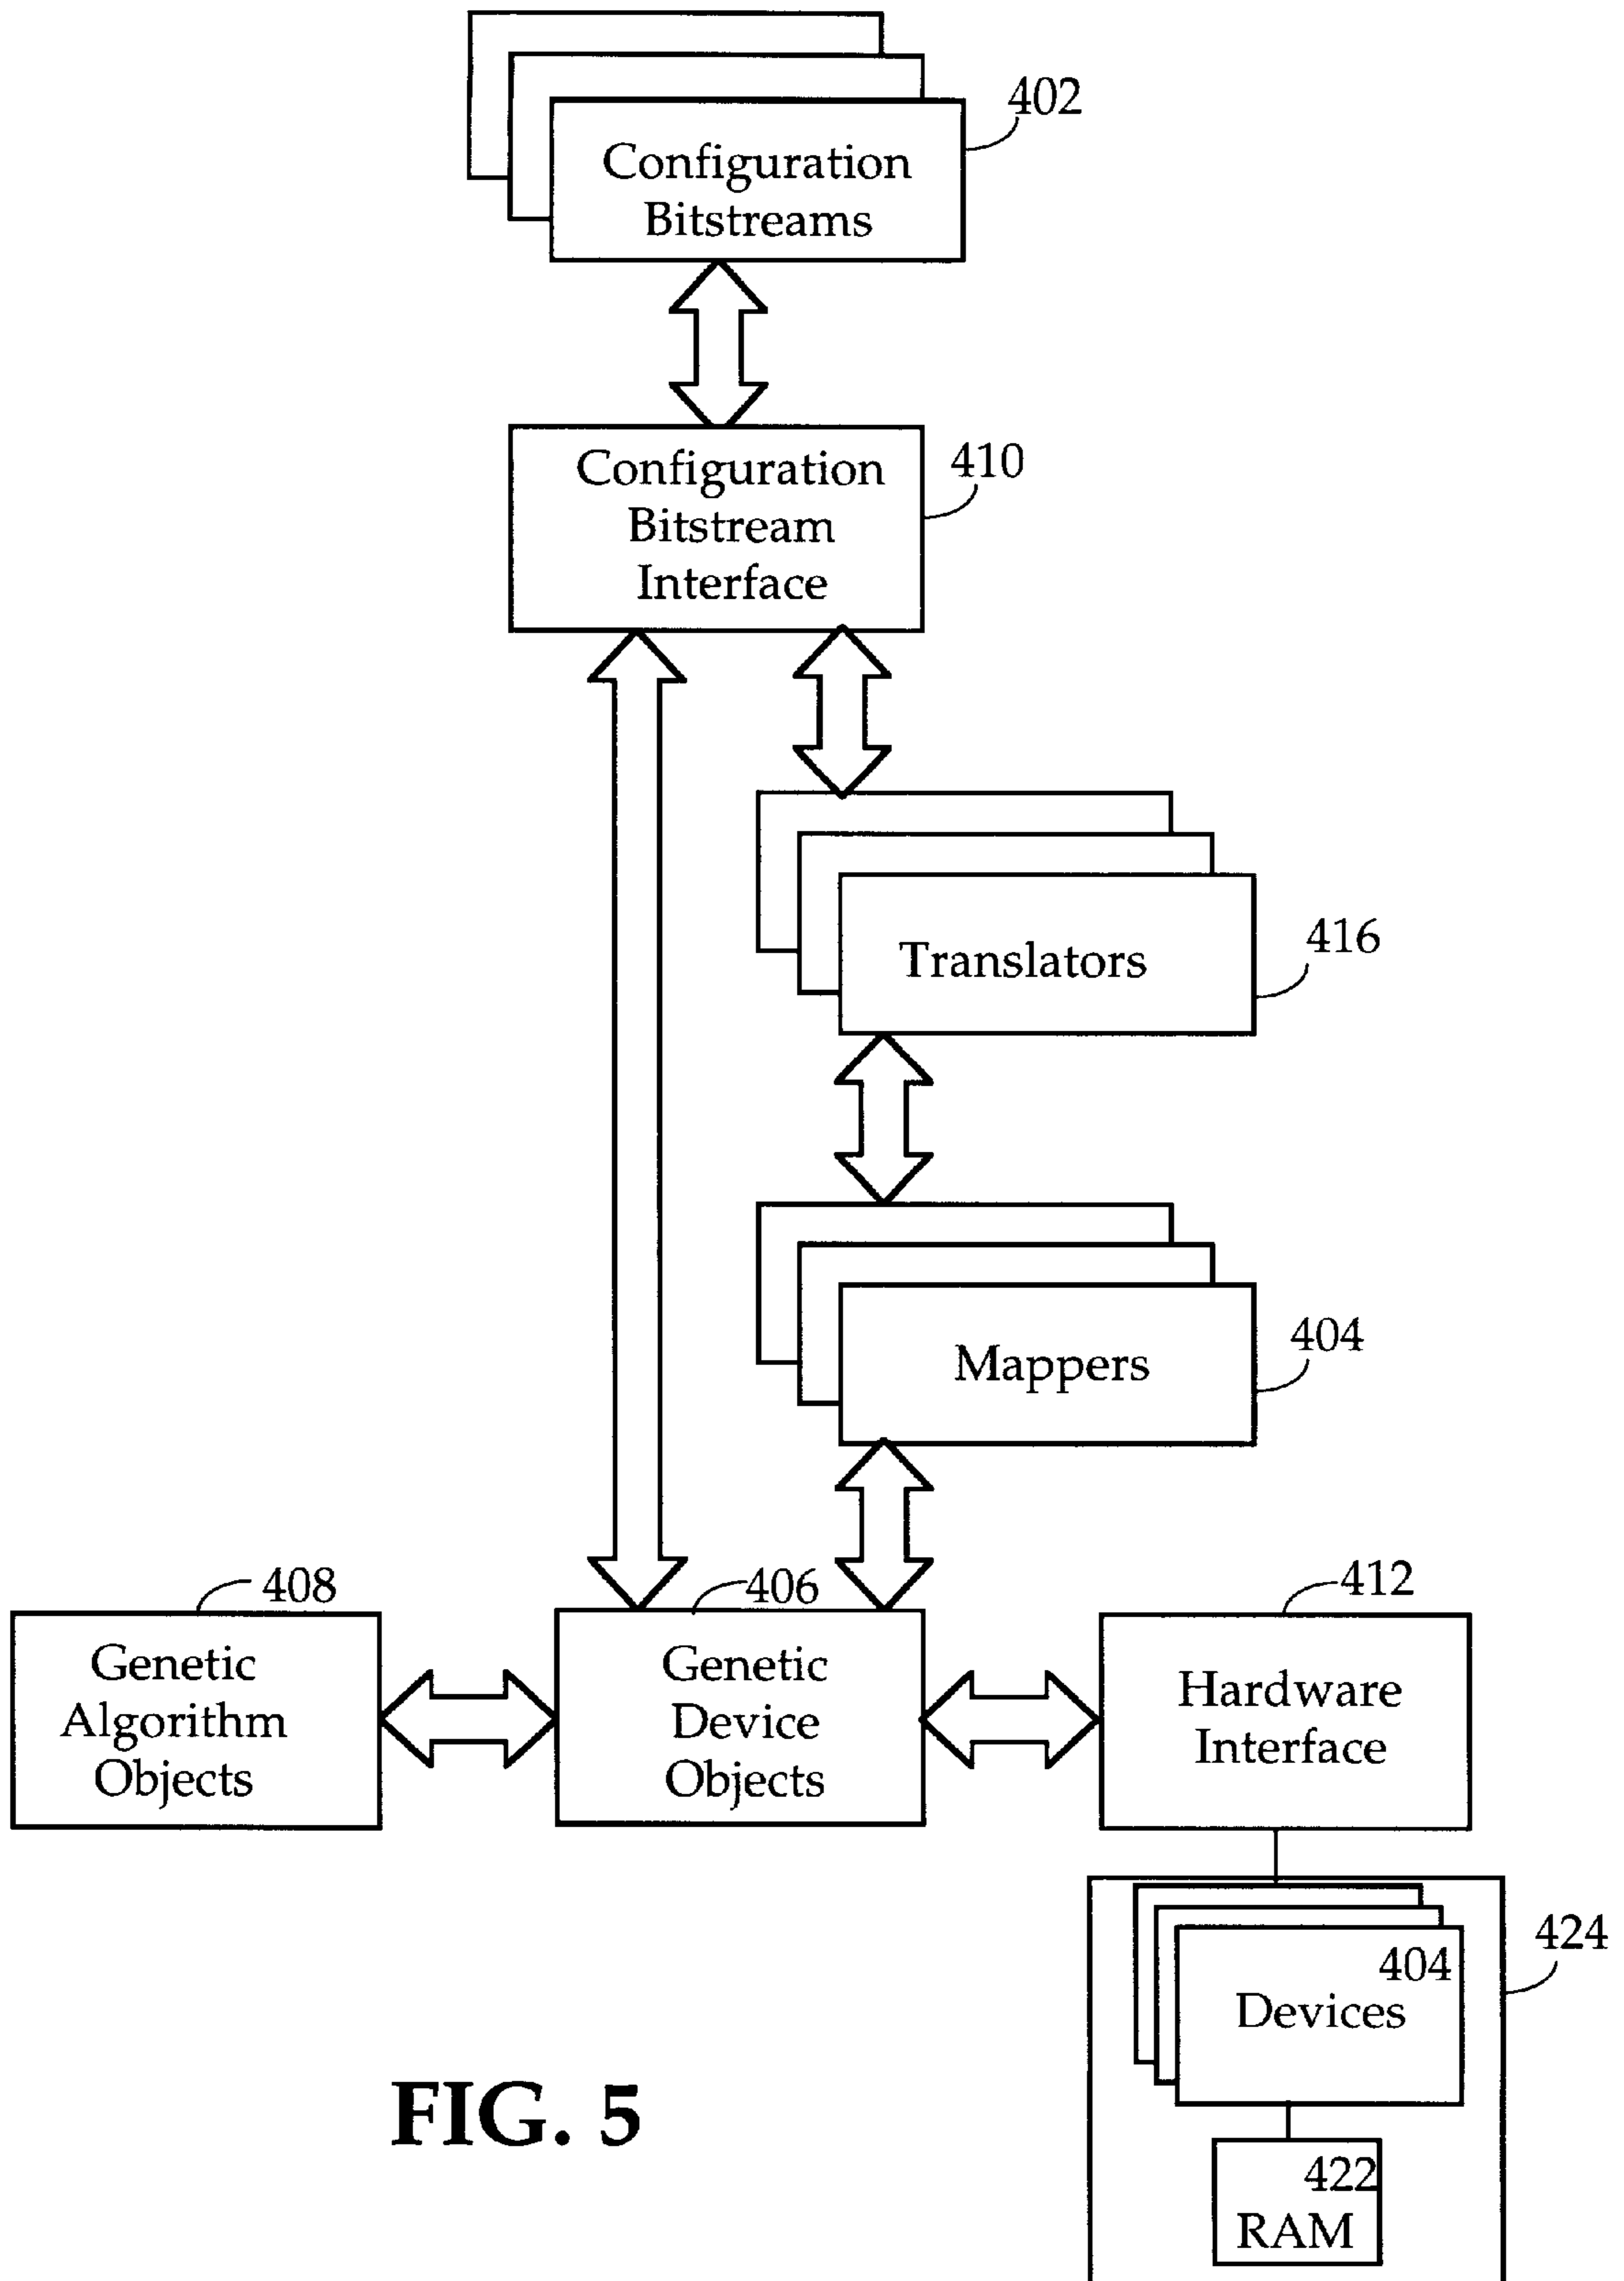 402
Configuration
Bitstreams
410
Configuration
Bitstream
Interface
416
Translators
404
Mappers
408
Genetic
Algorithm
Objects
406
Genetic
Device
Objects
412
Hardware
Interface
424
404
Devices
422
RAM
FIG. 5